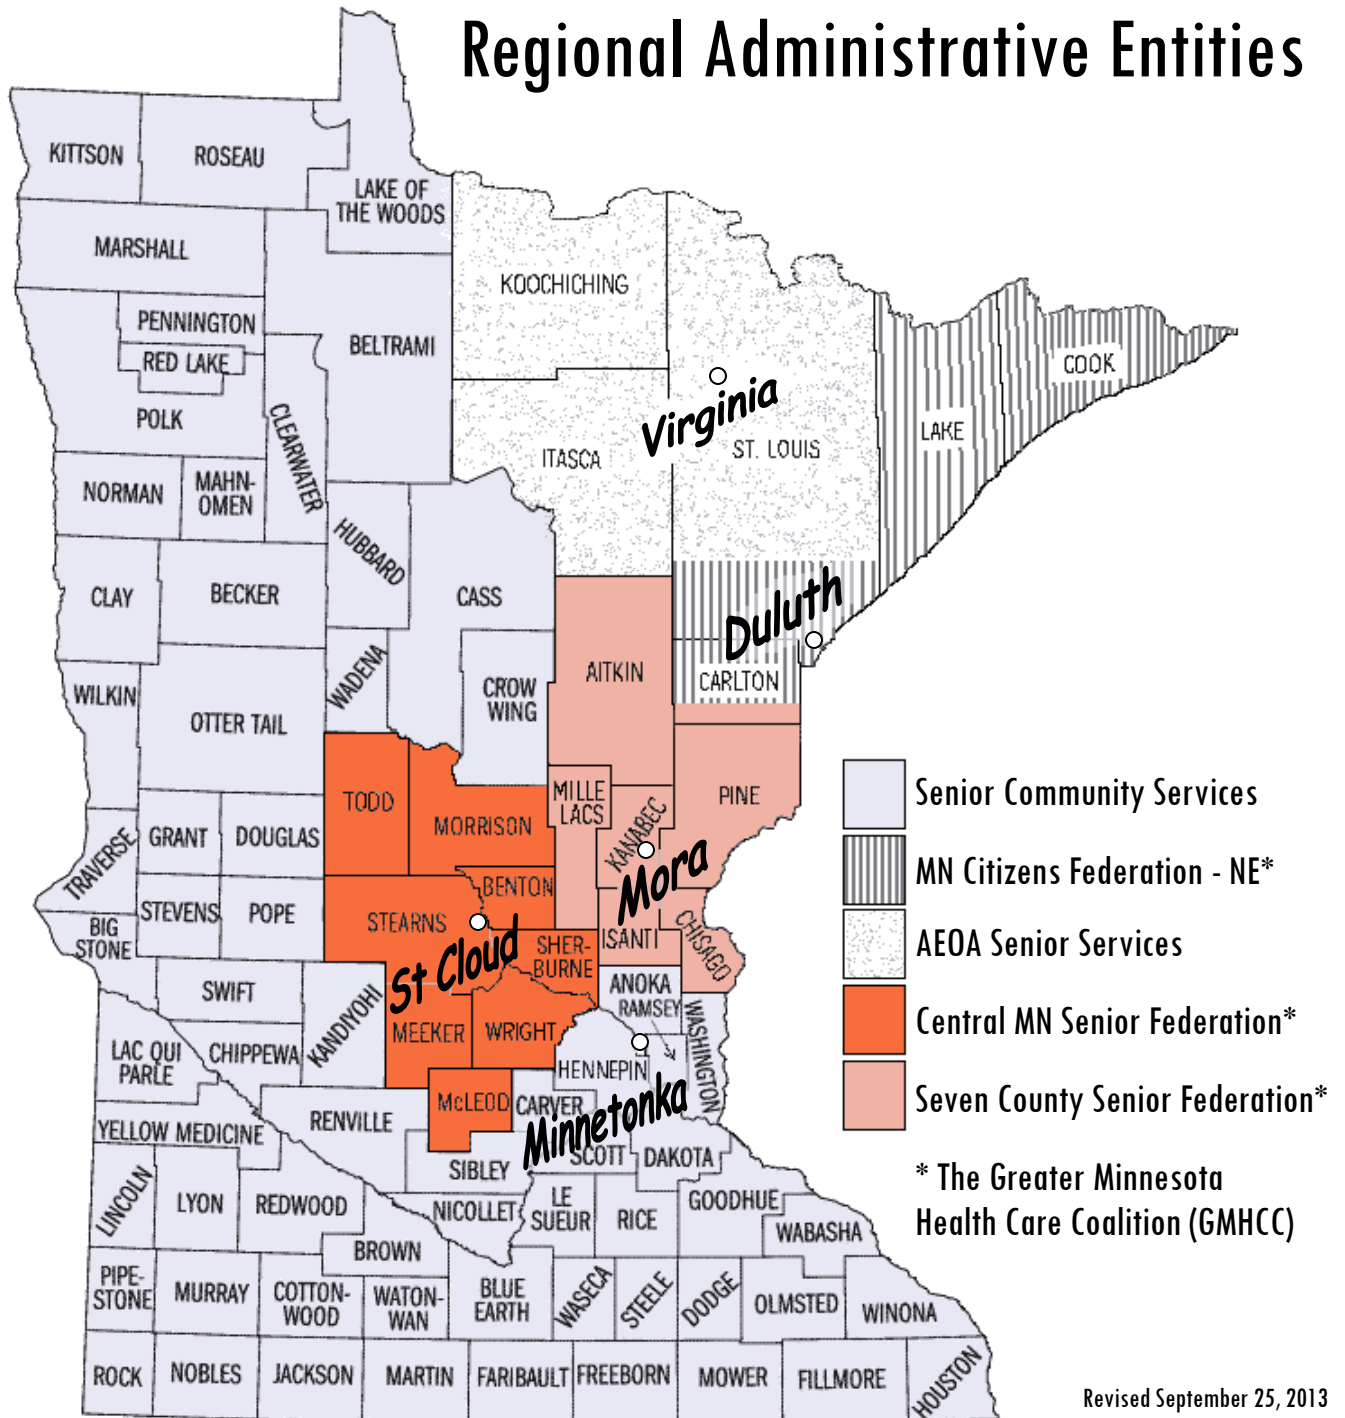 Regional Administrative Entities
KITTSON
ROSEAU
LAKE OF
THE WOODS
MARSHALL
KOOCHICHING
PENNINGTON
BELTRAMI
RED LAKE
COOK
POLK
CLEARWATER
Virginia
LAKE
ITASCA
ST. LOUIS
NORMAN
MAHN-
OMEN
HUBBARD
CLAY
BECKER
CASS
Duluth
WILKIN
WADENA
CROW
WING
AITKIN
CARLTON
OTTER TAIL
TODD
MORRISON
MILLE
LACS
KANABEC
PINE
Senior Community Services
GRANT
DOUGLAS
TRAVERSE
Mora
MN Citizens Federation - NE*
BENTON
STEVENS
POPE
STEARNS
BIG
STONE
St Cloud
SHER-
BURNE
ISANTI
CHISAGO
AEOA Senior Services
SWIFT
KANDIYOHI
ANOKA
RAMSEY
WASHINGTON
Central MN Senior Federation*
LAC QUI
PARLE
CHIPPEWA
MEEKER
WRIGHT
HENNEPIN
McLEOD
CARVER
Minnetonka
Seven County Senior Federation*
YELLOW MEDICINE
RENVILLE
SIBLEY
SCOTT
DAKOTA
* The Greater Minnesota
Health Care Coalition (GMHCC)
LINCOLN
LYON
REDWOOD
NICOLLET
LE
SUEUR
RICE
GOODHUE
WABASHA
BROWN
PIPE-
STONE
MURRAY
COTTON-
WOOD
WATON-
WAN
BLUE
EARTH
WASECA
STEELE
DODGE
OLMSTED
WINONA
ROCK
NOBLES
JACKSON
MARTIN
FARIBAULT
FREEBORN
MOWER
FILLMORE
HOUSTON
Revised September 25, 2013